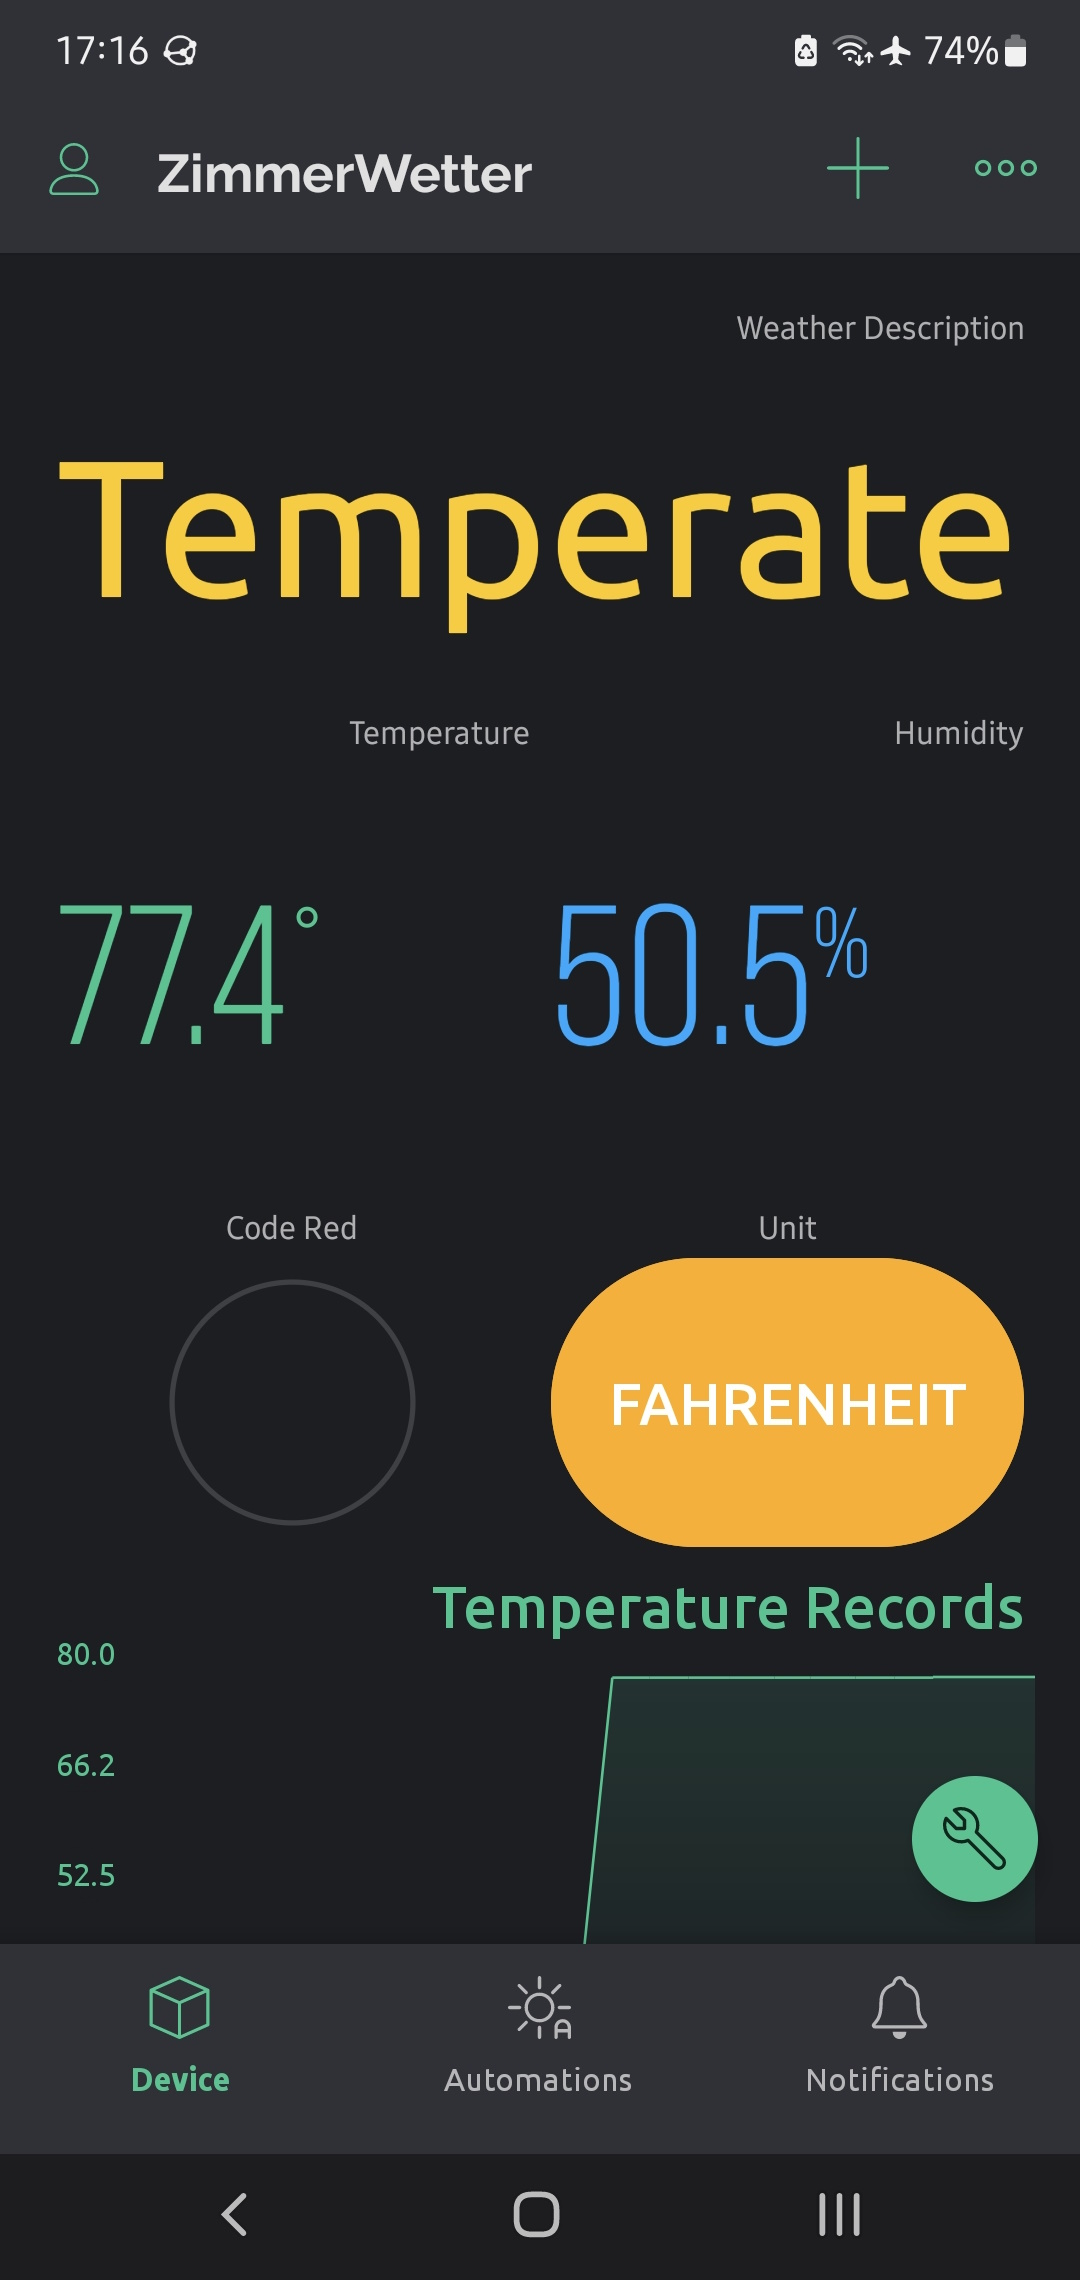 17:16 74%
ZimmerWetter
Weather Description
Temperate
Temperature Humidity
77.4° 50.5%
Code Red Unit
FAHRENHEIT
Temperature Records
80.0
66.2
52.5
Device Automations Notifications